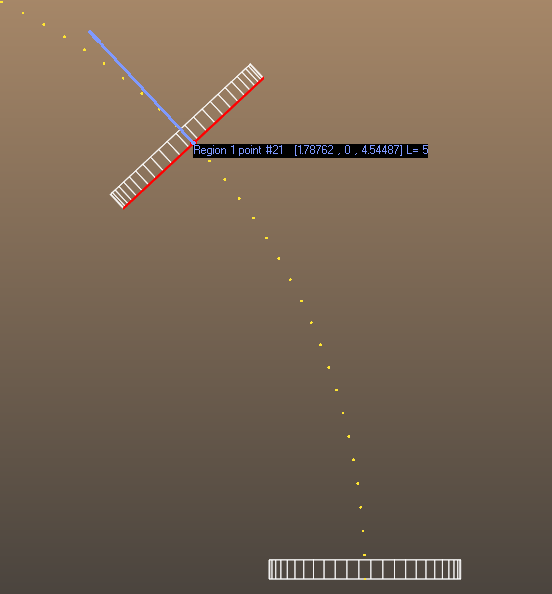 Region 1 point #21 [1.78762 , 0 , 4.54487] L= 5